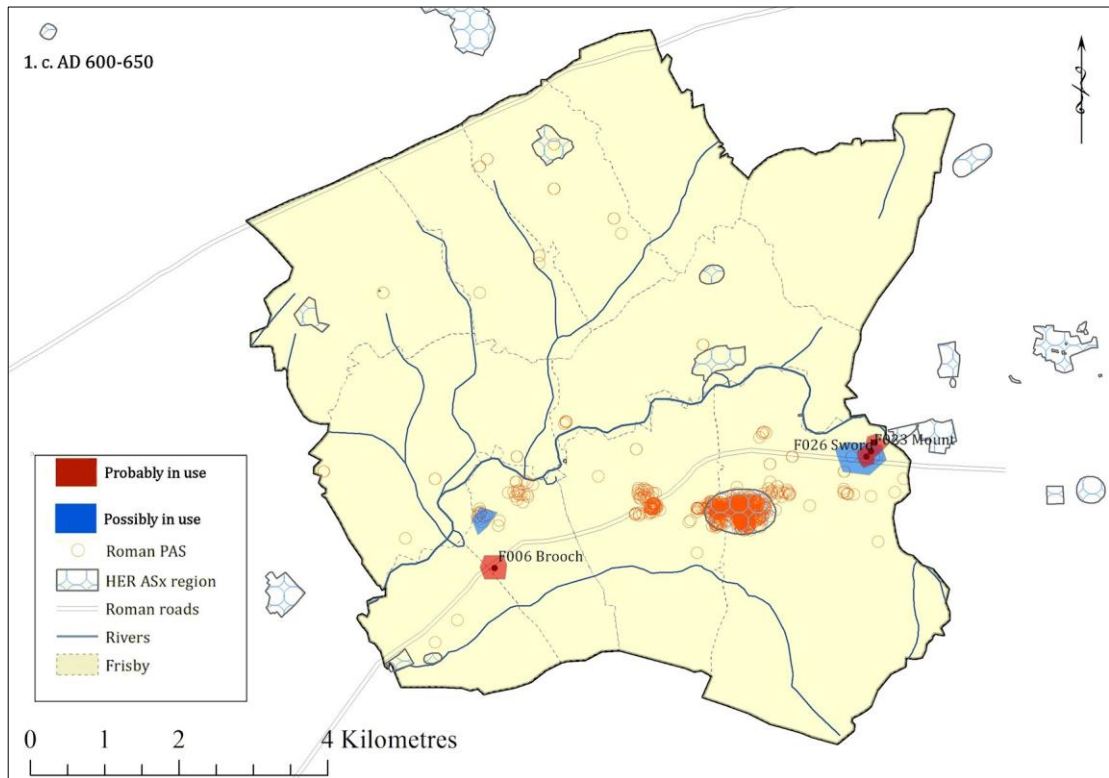 1. c. AD 600-650
F026 Sword
F023 Mount
F006 Brooch
Probably in use
Possibly in use
Roman PAS
HER ASx region
Roman roads
Rivers
Frisby
0 1 2 4 Kilometres